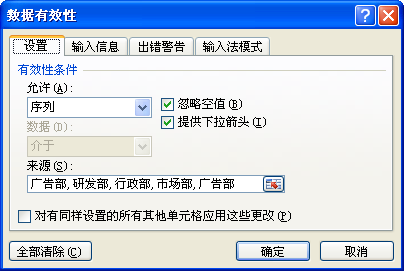 数据有效性
设置 输入信息 出错警告 输入法模式
有效性条件
允许(A):
序列
忽略空值(B)
数据(D):
提供下拉箭头(I)
介于
来源(S):
广告部,研发部,行政部,市场部,广告部
对有同样设置的所有其他单元格应用这些更改(P)
全部清除(C) 确定 取消